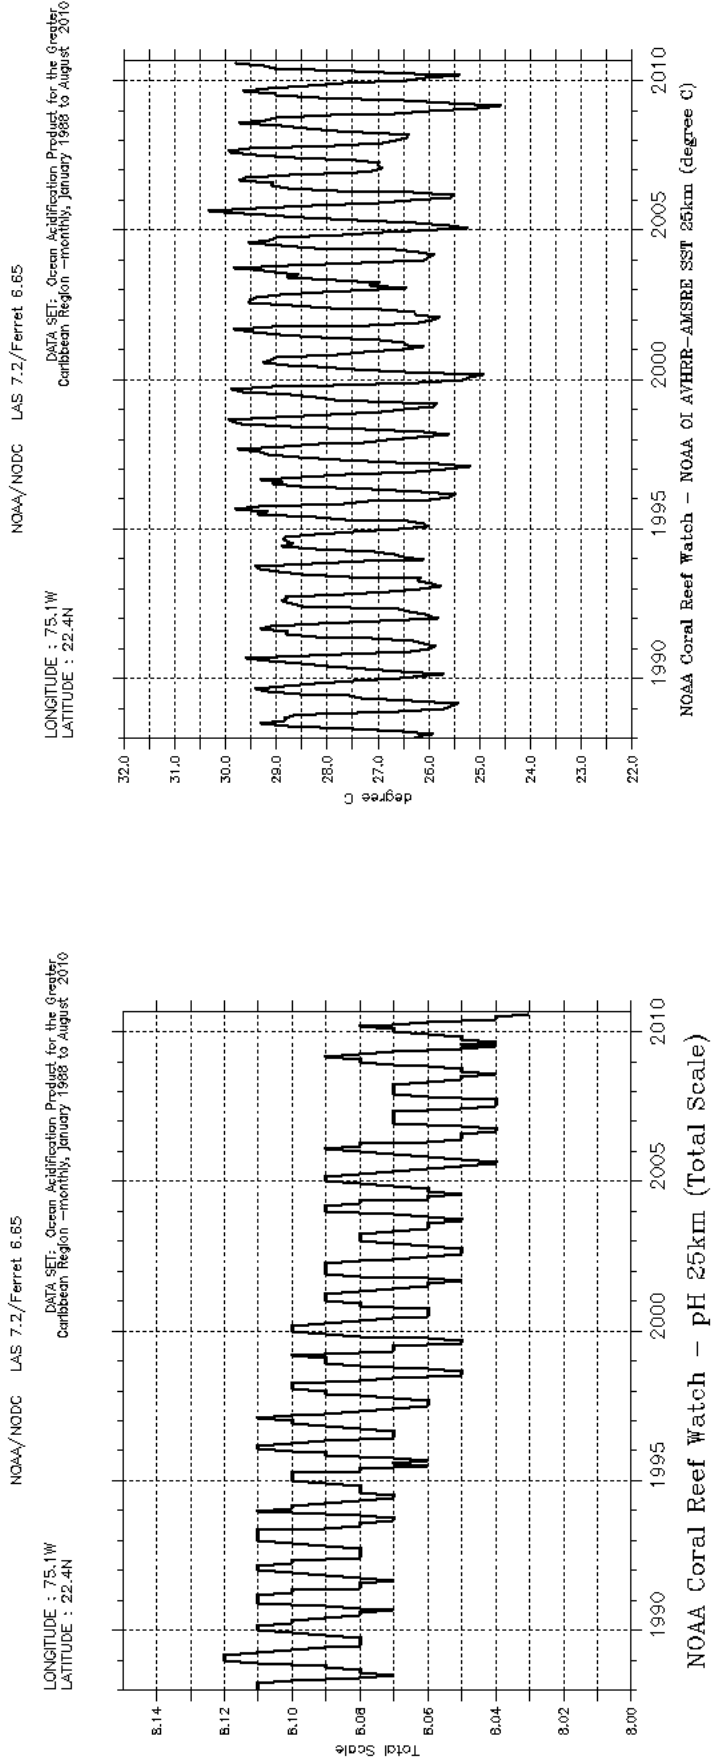 NOAA/NODC LAS 7.2/Ferret 6.65
LONGITUDE : 75.1W
LATITUDE : 22.4N
DATA SET: Ocean Acidification Product for the Greater
Caribbean Region -monthly, January 1988 to August 2010
8.14
8.12
8.10
8.08
8.06
8.04
8.02
8.00
Total Scale
1990
1995
2000
2005
2010
NOAA Coral Reef Watch - pH 25km (Total Scale)
NOAA/NODC LAS 7.2/Ferret 6.65
LONGITUDE : 75.1W
LATITUDE : 22.4N
DATA SET: Ocean Acidification Product for the Greater
Caribbean Region -monthly, January 1988 to August 2010
32.0
31.0
30.0
29.0
28.0
27.0
26.0
25.0
24.0
23.0
22.0
degree C
1990
1995
2000
2005
2010
NOAA Coral Reef Watch - NOAA OI AVHRR-AMSRE SST 25km (degree C)